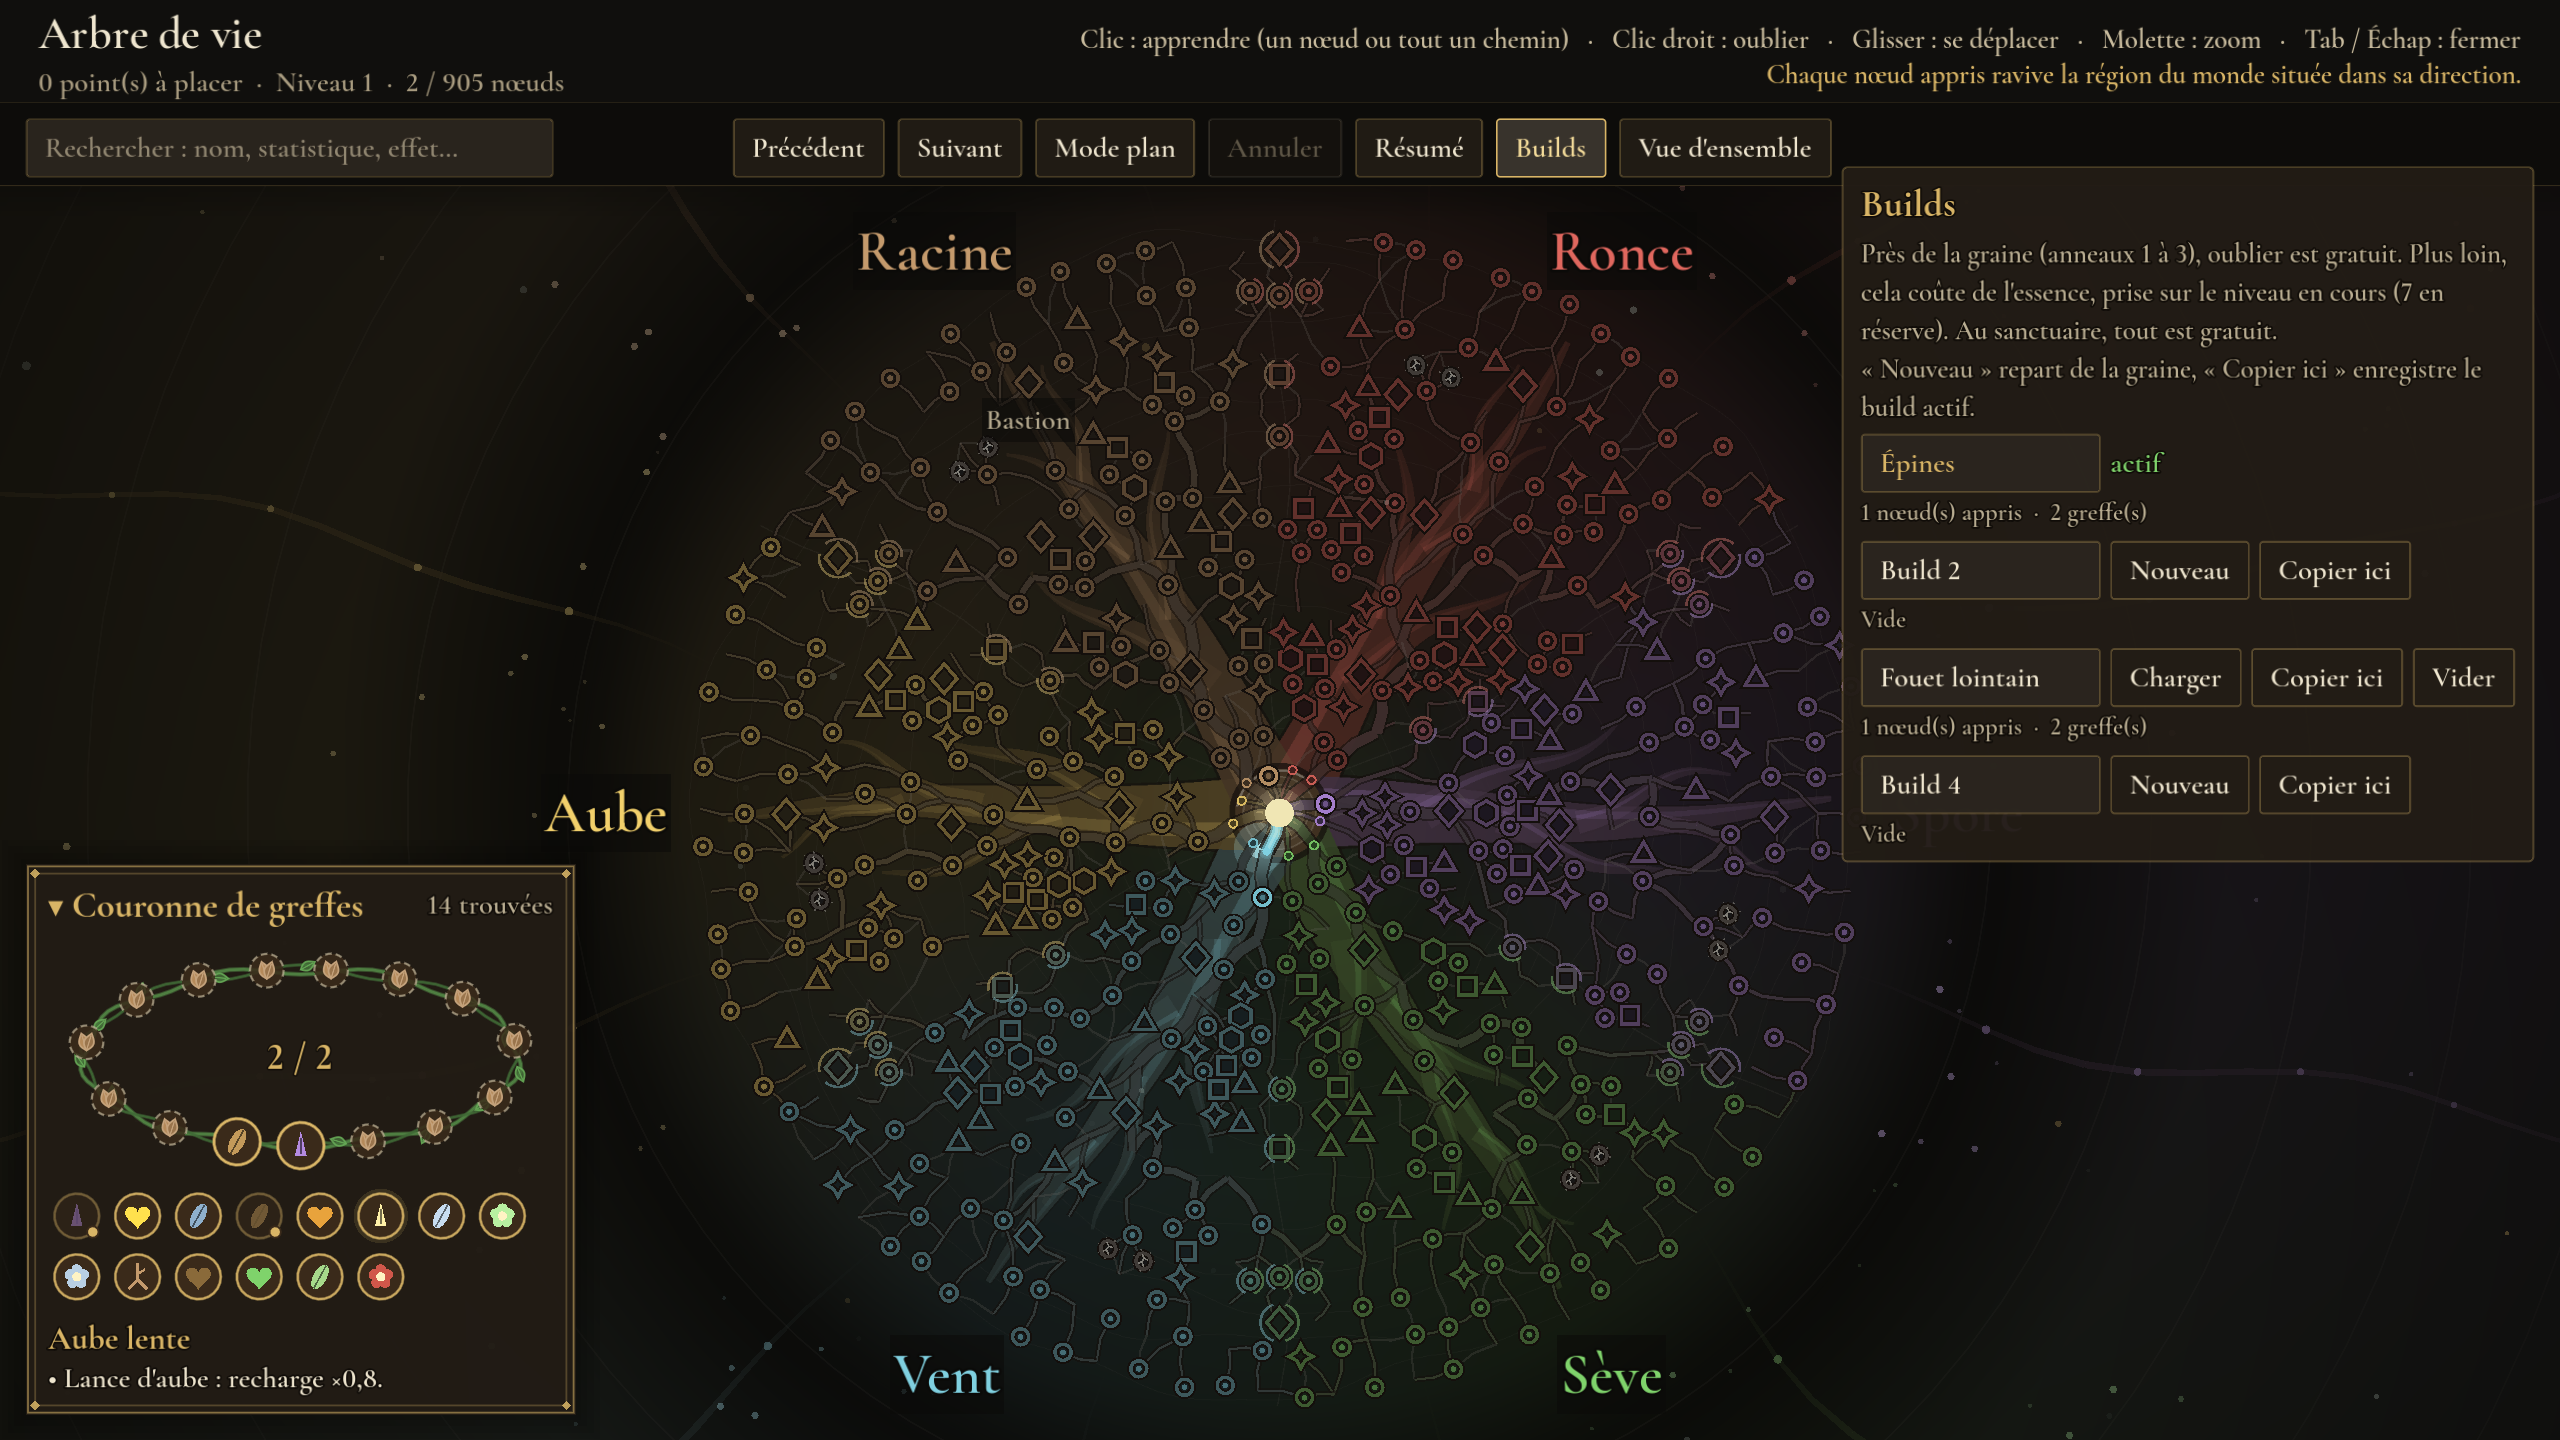 Arbre de vie
0 point(s) à placer · Niveau 1 · 2 / 905 nœuds
Clic : apprendre (un nœud ou tout un chemin) · Clic droit : oublier · Glisser : se déplacer · Molette : zoom · Tab / Échap : fermer
Chaque nœud appris ravive la région du monde située dans sa direction.
Rechercher : nom, statistique, effet...
Précédent
Suivant
Mode plan
Annuler
Résumé
Builds
Vue d'ensemble
Racine
Ronce
Bastion
Aube
Spore
Vent
Sève
Builds
Près de la graine (anneaux 1 à 3), oublier est gratuit. Plus loin,
cela coûte de l'essence, prise sur le niveau en cours (7 en
réserve). Au sanctuaire, tout est gratuit.
« Nouveau » repart de la graine, « Copier ici » enregistre le
build actif.
Épines actif
1 nœud(s) appris · 2 greffe(s)
Build 2 Nouveau Copier ici
Vide
Fouet lointain Charger Copier ici Vider
1 nœud(s) appris · 2 greffe(s)
Build 4 Nouveau Copier ici
Vide
▾ Couronne de greffes 14 trouvées
2 / 2
Aube lente
• Lance d'aube : recharge ×0,8.